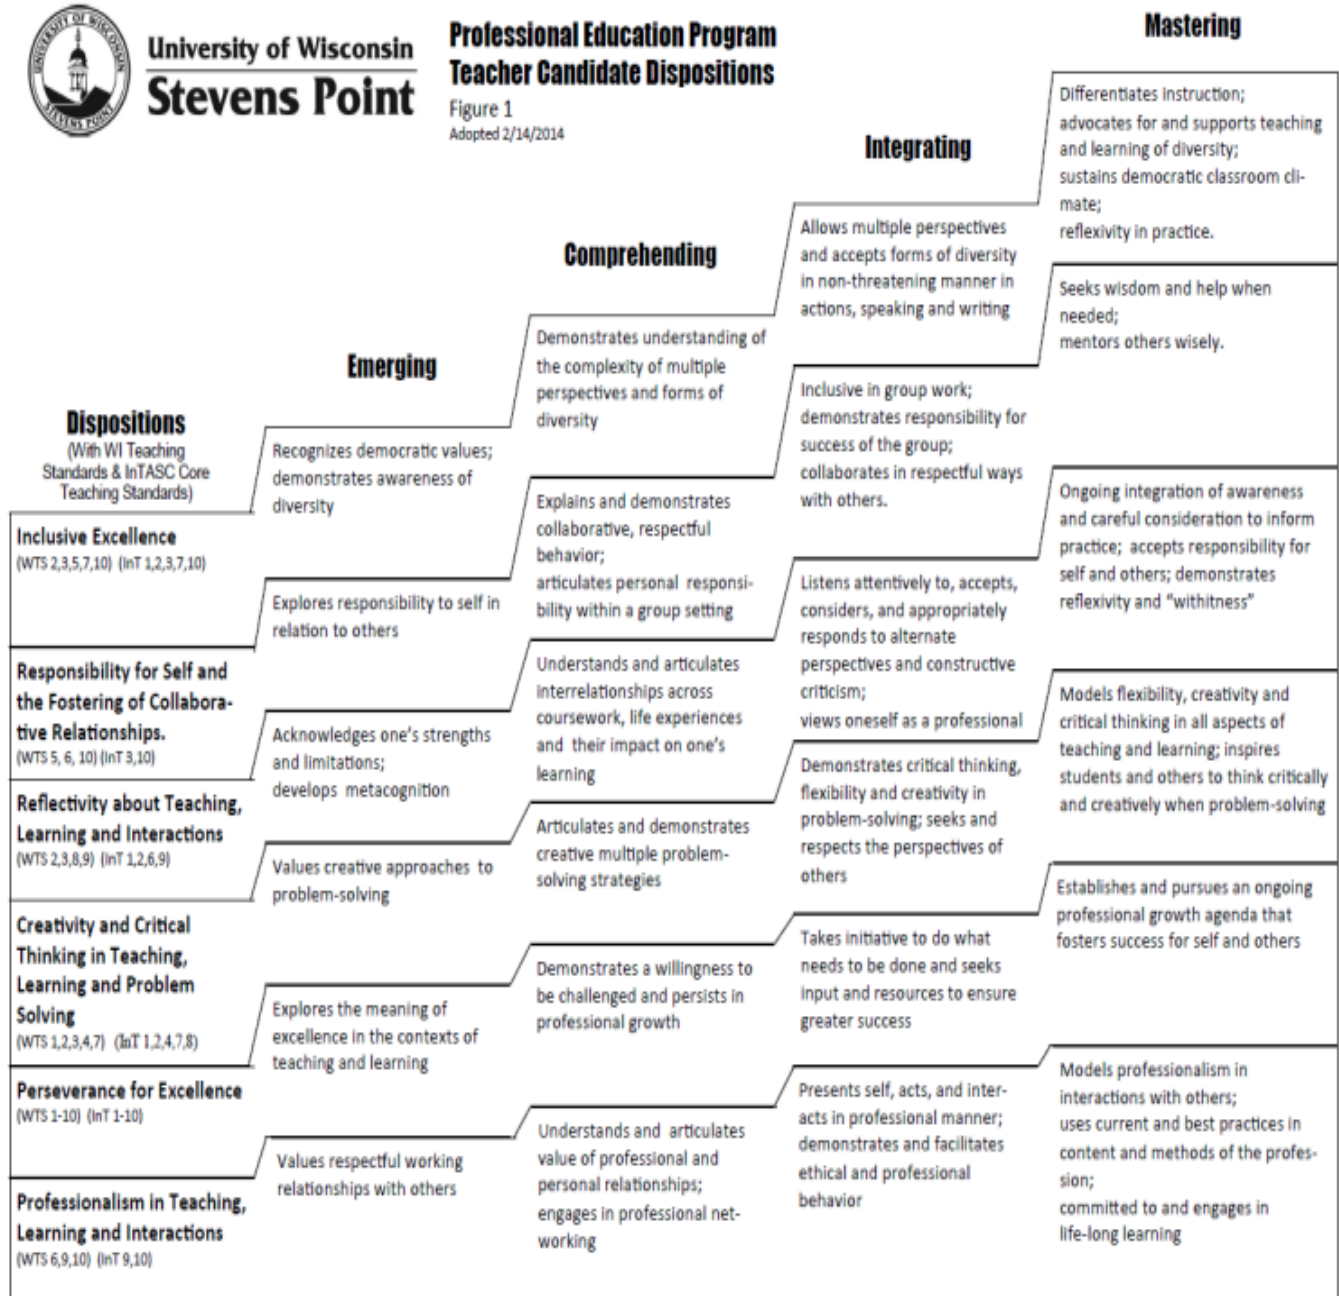 University of Wisconsin
Stevens Point
UNIVERSITY OF WISCONSIN
STEVENS POINT
Professional Education Program
Teacher Candidate Dispositions
Figure 1
Adopted 2/14/2014
Dispositions
(With WI Teaching
Standards & InTASC Core
Teaching Standards)
Emerging
Comprehending
Integrating
Mastering
Inclusive Excellence
(WTS 2,3,5,7,10) (InT 1,2,3,7,10)
Recognizes democratic values;
demonstrates awareness of
diversity
Demonstrates understanding of
the complexity of multiple
perspectives and forms of
diversity
Allows multiple perspectives
and accepts forms of diversity
in non-threatening manner in
actions, speaking and writing
Differentiates instruction;
advocates for and supports teaching
and learning of diversity;
sustains democratic classroom cli-
mate;
reflexivity in practice.
Responsibility for Self and
the Fostering of Collabora-
tive Relationships.
(WTS 5, 6, 10) (InT 3,10)
Explores responsibility to self in
relation to others
Explains and demonstrates
collaborative, respectful
behavior;
articulates personal responsi-
bility within a group setting
Inclusive in group work;
demonstrates responsibility for
success of the group;
collaborates in respectful ways
with others.
Seeks wisdom and help when
needed;
mentors others wisely.
Reflectivity about Teaching,
Learning and Interactions
(WTS 2,3,8,9) (InT 1,2,6,9)
Acknowledges one's strengths
and limitations;
develops metacognition
Understands and articulates
interrelationships across
coursework, life experiences
and their impact on one's
learning
Listens attentively to, accepts,
considers, and appropriately
responds to alternate
perspectives and constructive
criticism;
views oneself as a professional
Ongoing integration of awareness
and careful consideration to inform
practice; accepts responsibility for
self and others; demonstrates
reflexivity and "withitness"
Creativity and Critical
Thinking in Teaching,
Learning and Problem
Solving
(WTS 1,2,3,4,7) (InT 1,2,4,7,8)
Values creative approaches to
problem-solving
Articulates and demonstrates
creative multiple problem-
solving strategies
Demonstrates critical thinking,
flexibility and creativity in
problem-solving; seeks and
respects the perspectives of
others
Models flexibility, creativity and
critical thinking in all aspects of
teaching and learning; inspires
students and others to think critically
and creatively when problem-solving
Perseverance for Excellence
(WTS 1-10) (InT 1-10)
Explores the meaning of
excellence in the contexts of
teaching and learning
Demonstrates a willingness to
be challenged and persists in
professional growth
Takes initiative to do what
needs to be done and seeks
input and resources to ensure
greater success
Establishes and pursues an ongoing
professional growth agenda that
fosters success for self and others
Professionalism in Teaching,
Learning and Interactions
(WTS 6,9,10) (InT 9,10)
Values respectful working
relationships with others
Understands and articulates
value of professional and
personal relationships;
engages in professional net-
working
Presents self, acts, and inter-
acts in professional manner;
demonstrates and facilitates
ethical and professional
behavior
Models professionalism in
interactions with others;
uses current and best practices in
content and methods of the profes-
sion;
committed to and engages in
life-long learning